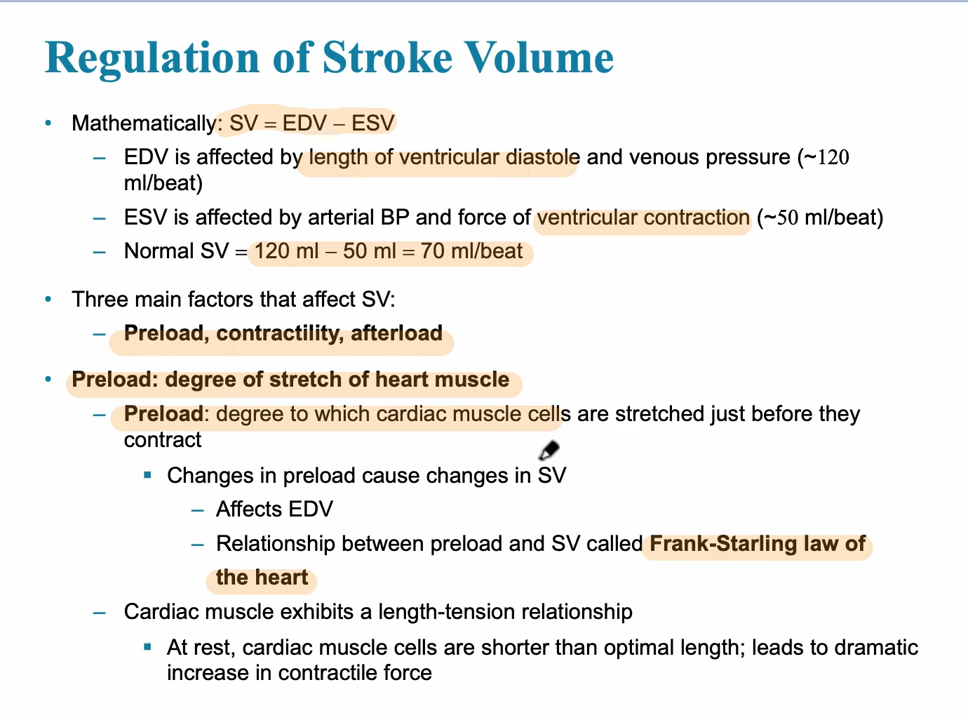 Regulation of Stroke Volume
• Mathematically: SV = EDV – ESV
– EDV is affected by length of ventricular diastole and venous pressure (~120
ml/beat)
– ESV is affected by arterial BP and force of ventricular contraction (~50 ml/beat)
– Normal SV = 120 ml – 50 ml = 70 ml/beat
• Three main factors that affect SV:
– Preload, contractility, afterload
• Preload: degree of stretch of heart muscle
– Preload: degree to which cardiac muscle cells are stretched just before they
contract
▪ Changes in preload cause changes in SV
– Affects EDV
– Relationship between preload and SV called Frank-Starling law of
the heart
– Cardiac muscle exhibits a length-tension relationship
▪ At rest, cardiac muscle cells are shorter than optimal length; leads to dramatic
increase in contractile force